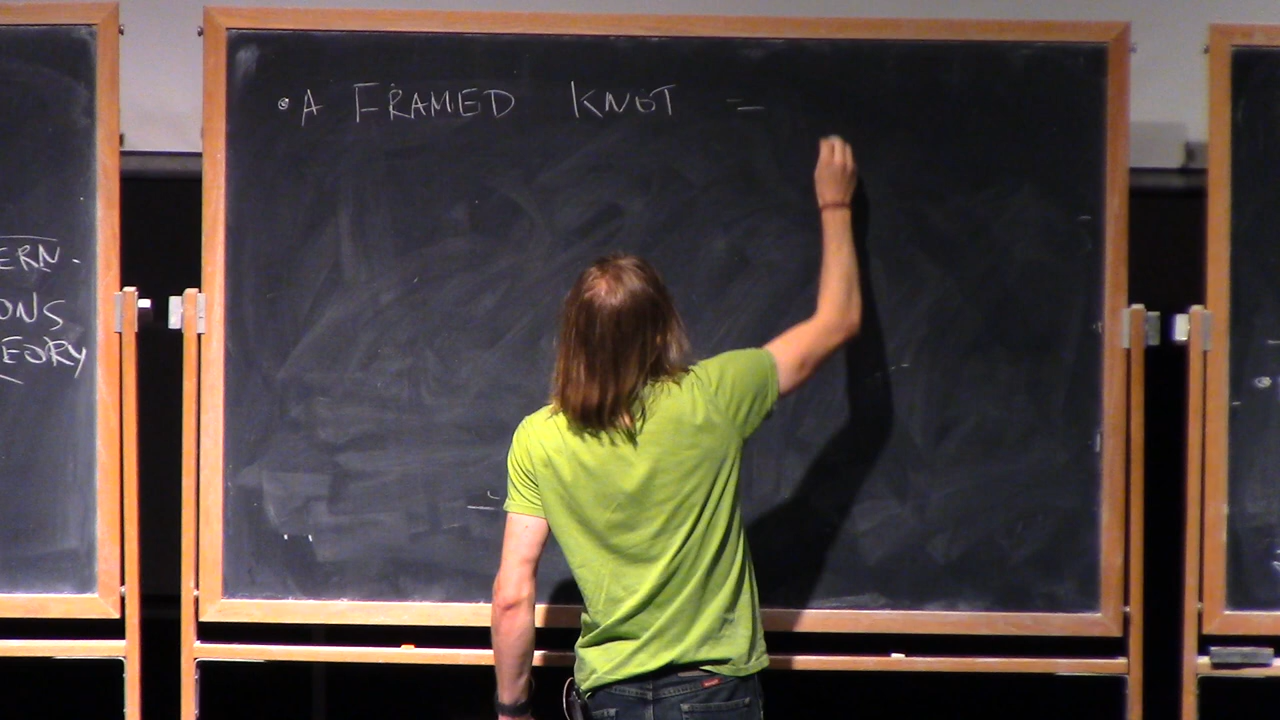 ERN.
ONS
EORY
• A FRAMED KNOT =